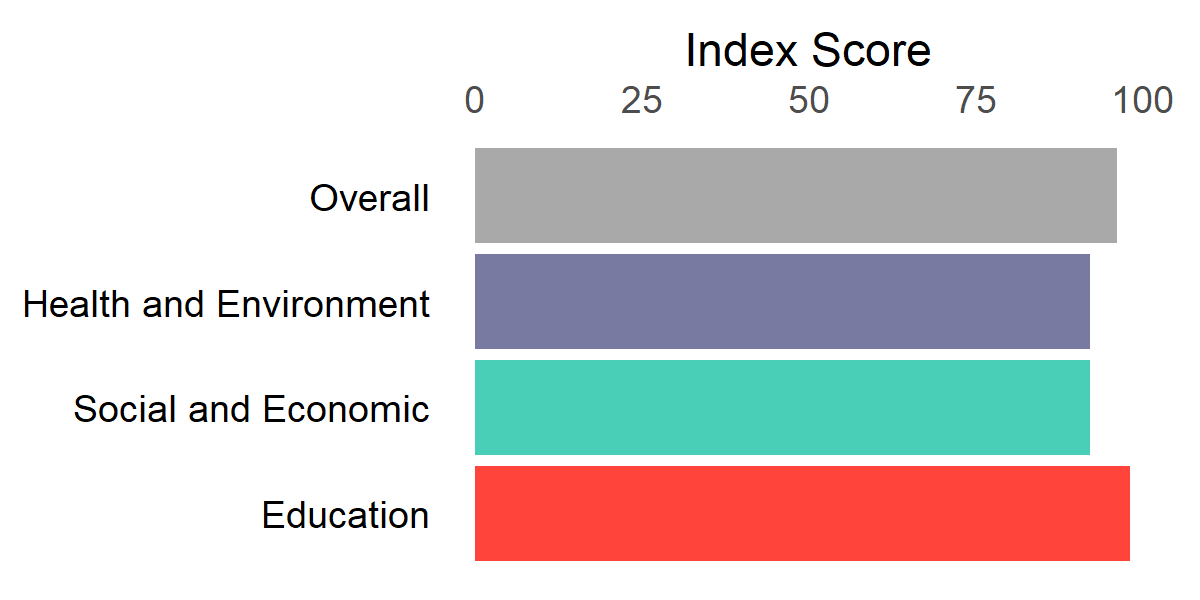 Index Score
0 25 50 75 100
Overall
Health and Environment
Social and Economic
Education